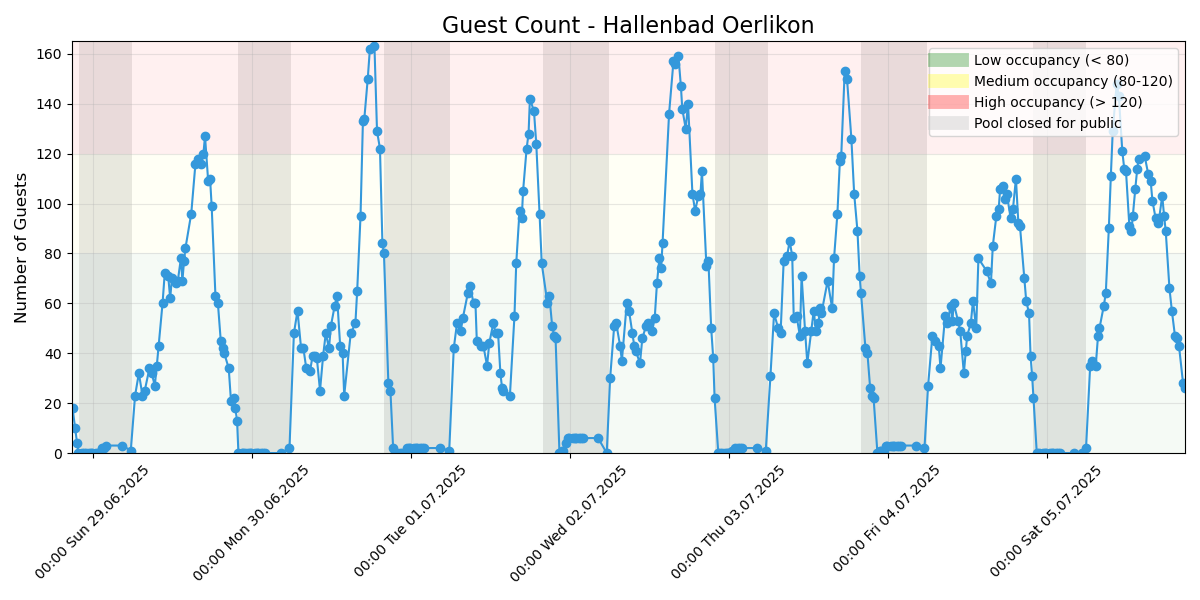 Guest Count - Hallenbad Oerlikon
Number of Guests
160
140
120
100
80
60
40
20
0
Low occupancy (< 80)
Medium occupancy (80-120)
High occupancy (> 120)
Pool closed for public
00:00 Sun 29.06.2025
00:00 Mon 30.06.2025
00:00 Tue 01.07.2025
00:00 Wed 02.07.2025
00:00 Thu 03.07.2025
00:00 Fri 04.07.2025
00:00 Sat 05.07.2025